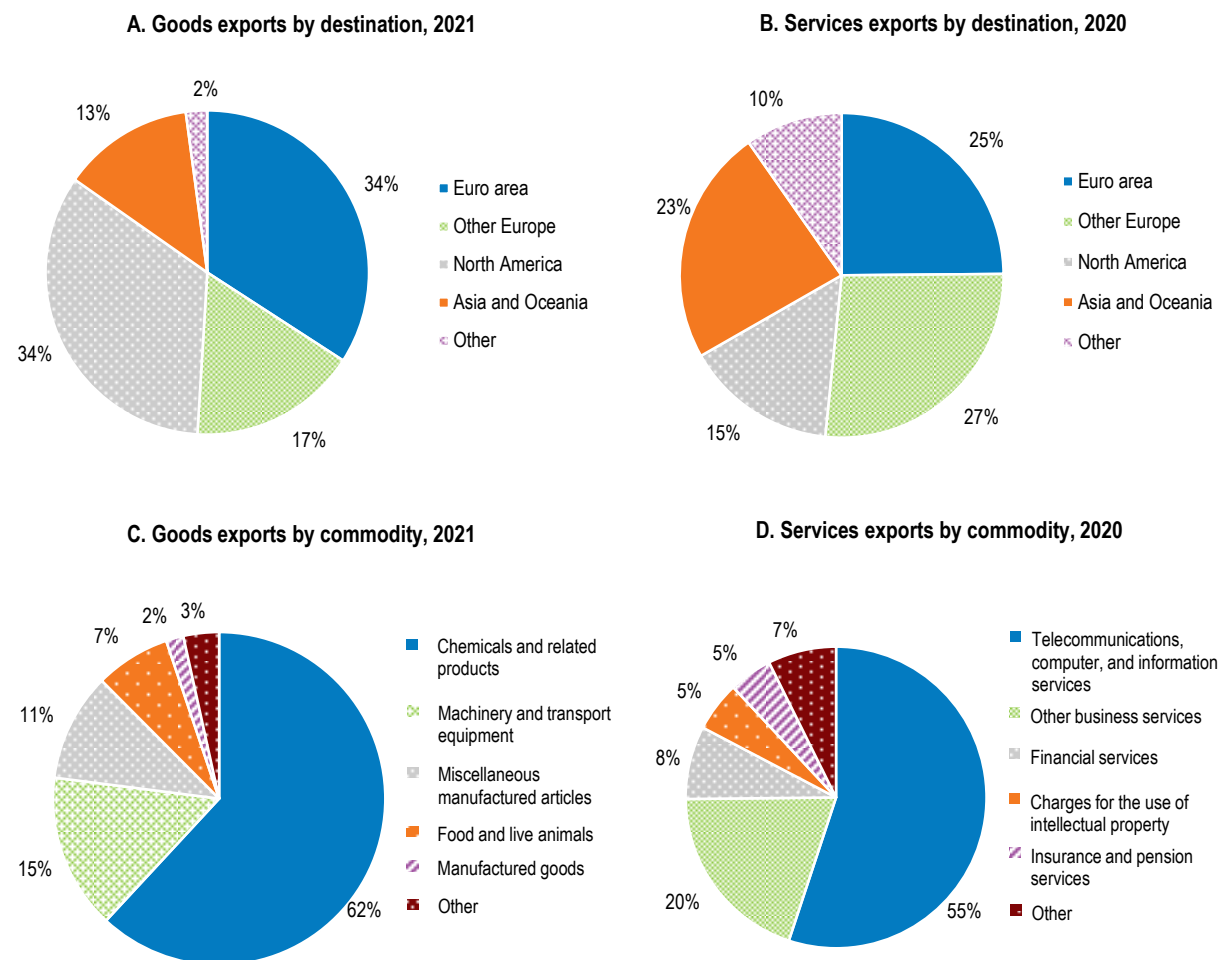 A. Goods exports by destination, 2021
2%
13%
34%
34%
17%
Euro area
Other Europe
North America
Asia and Oceania
Other
B. Services exports by destination, 2020
10%
25%
23%
15%
27%
Euro area
Other Europe
North America
Asia and Oceania
Other
C. Goods exports by commodity, 2021
3%
2%
7%
11%
15%
62%
Chemicals and related
products
Machinery and transport
equipment
Miscellaneous
manufactured articles
Food and live animals
Manufactured goods
Other
D. Services exports by commodity, 2020
7%
5%
5%
8%
20%
55%
Telecommunications,
computer, and information
services
Other business services
Financial services
Charges for the use of
intellectual property
Insurance and pension
services
Other